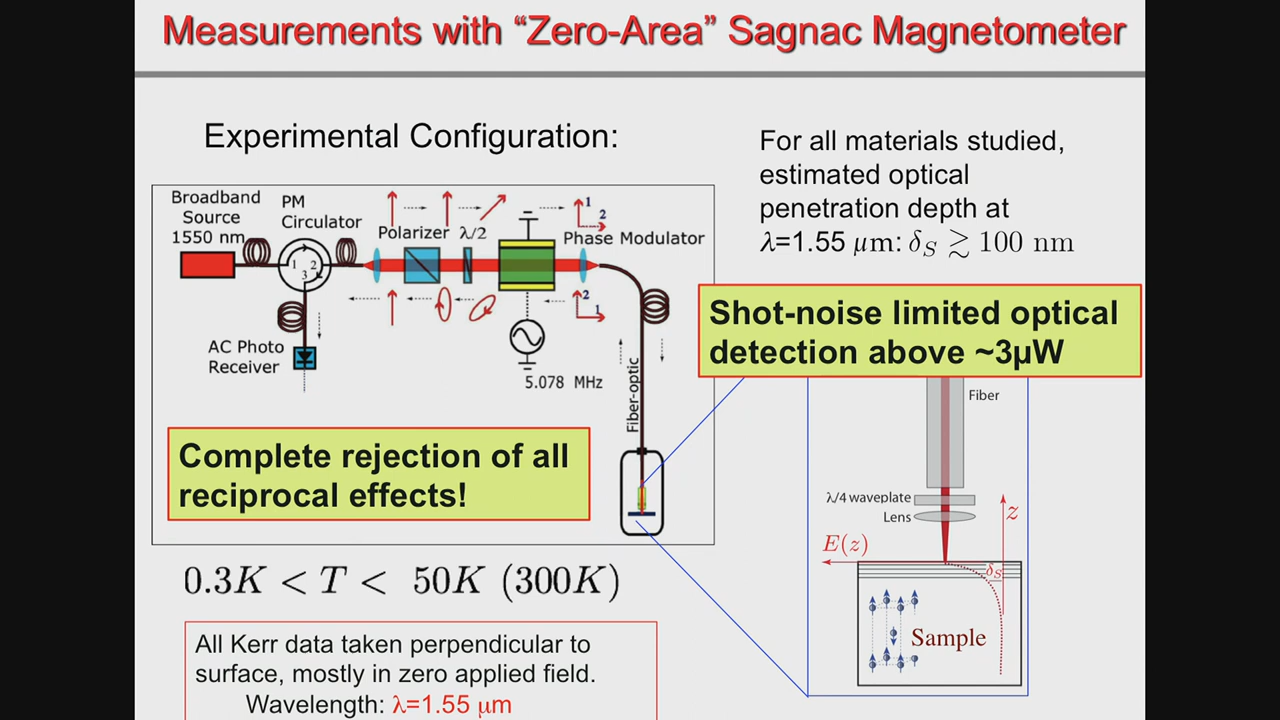 Measurements with “Zero-Area” Sagnac Magnetometer
Experimental Configuration:
Broadband
Source
1550 nm
PM
Circulator
Polarizer λ/2
Phase Modulator
1
2
1 2
3
2
1
AC Photo
Receiver
5.078 MHz
Fiber-optic
Complete rejection of all
reciprocal effects!
0.3K < T < 50K (300K)
All Kerr data taken perpendicular to
surface, mostly in zero applied field.
Wavelength: λ=1.55 μm
For all materials studied,
estimated optical
penetration depth at
λ=1.55 μm: δS ≳ 100 nm
Shot-noise limited optical
detection above ~3μW
Fiber
λ/4 waveplate
Lens
z
E(z)
δS
Sample